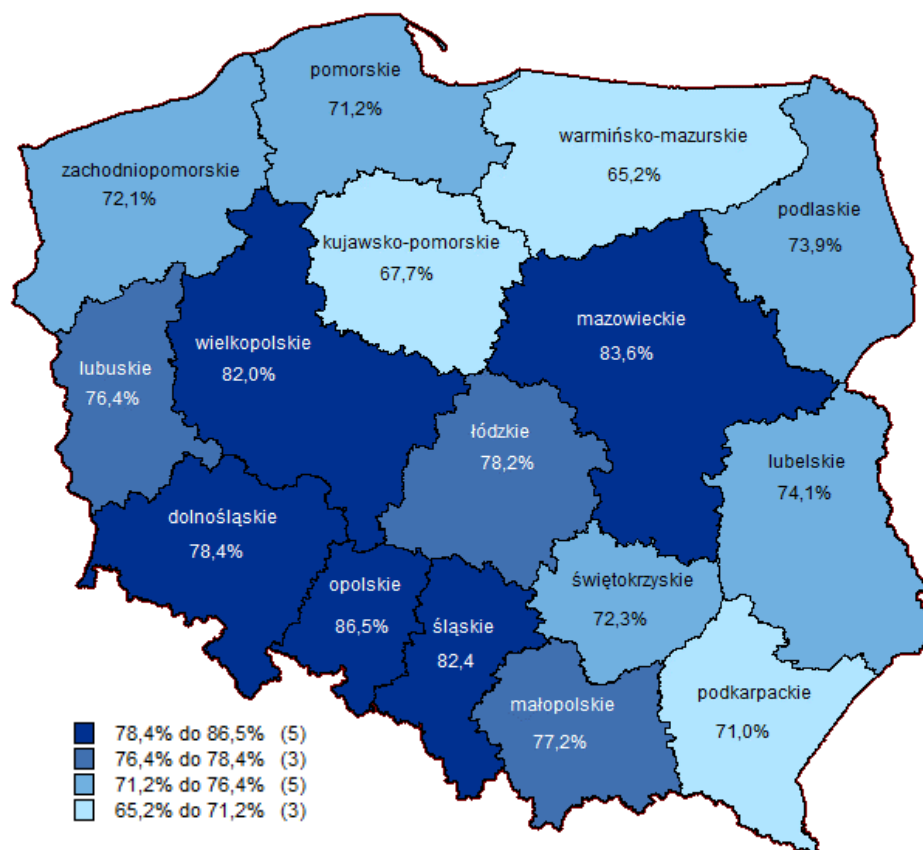 pomorskie
71,2%
warmińsko-mazurskie
65,2%
zachodniopomorskie
72,1%
podlaskie
73,9%
kujawsko-pomorskie
67,7%
mazowieckie
83,6%
wielkopolskie
82,0%
lubuskie
76,4%
łódzkie
78,2%
lubelskie
74,1%
dolnośląskie
78,4%
opolskie
86,5%
świętokrzyskie
72,3%
śląskie
82,4
małopolskie
77,2%
podkarpackie
71,0%
78,4% do 86,5% (5)
76,4% do 78,4% (3)
71,2% do 76,4% (5)
65,2% do 71,2% (3)